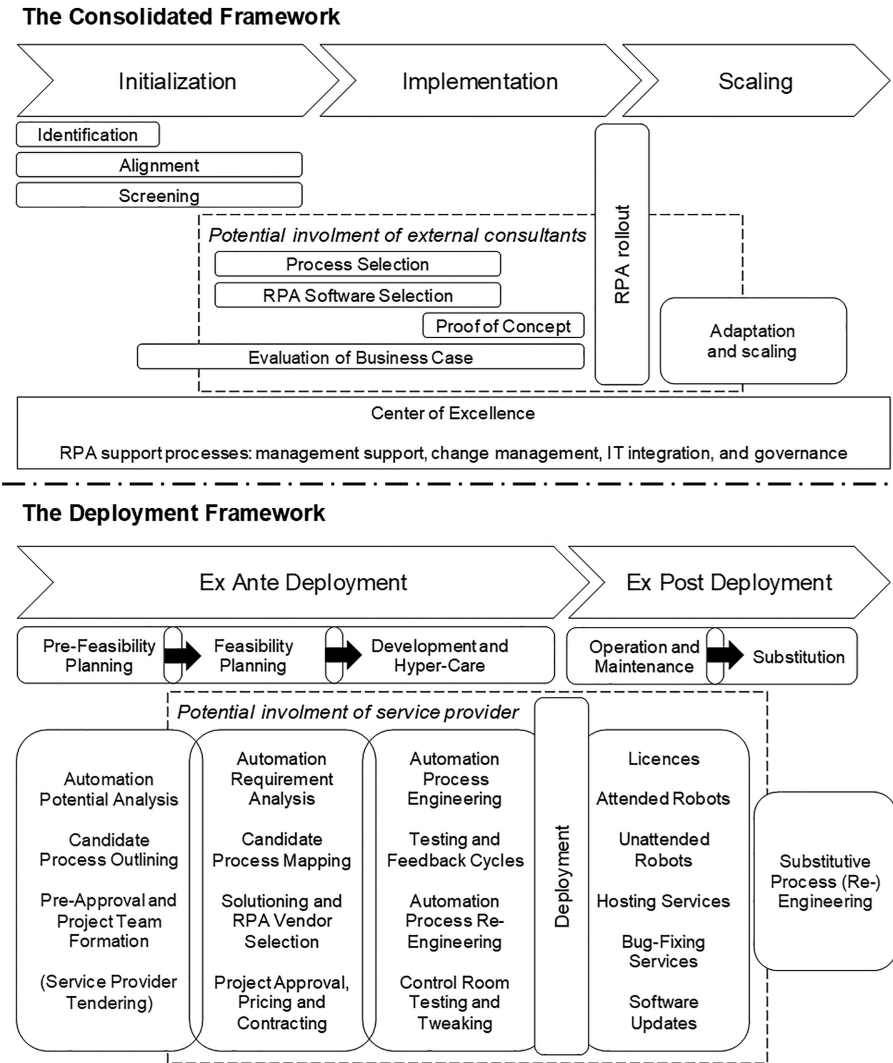 The Consolidated Framework
Initialization
Implementation
Scaling
Identification
Alignment
Screening
Potential involment of external consultants
Process Selection
RPA Software Selection
Proof of Concept
Evaluation of Business Case
RPA rollout
Adaptation
and scaling
Center of Excellence
RPA support processes: management support, change management, IT integration, and governance
The Deployment Framework
Ex Ante Deployment
Ex Post Deployment
Pre-Feasibility
Planning
Feasibility
Planning
Development and
Hyper-Care
Operation and
Maintenance
Substitution
Potential involment of service provider
Automation
Potential Analysis
Candidate
Process Outlining
Pre-Approval and
Project Team
Formation
(Service Provider
Tendering)
Automation
Requirement
Analysis
Candidate
Process Mapping
Solutioning and
RPA Vendor
Selection
Project Approval,
Pricing and
Contracting
Automation
Process
Engineering
Testing and
Feedback Cycles
Automation
Process Re-
Engineering
Control Room
Testing and
Tweaking
Deployment
Licences
Attended Robots
Unattended
Robots
Hosting Services
Bug-Fixing
Services
Software
Updates
Substitutive
Process (Re-)
Engineering